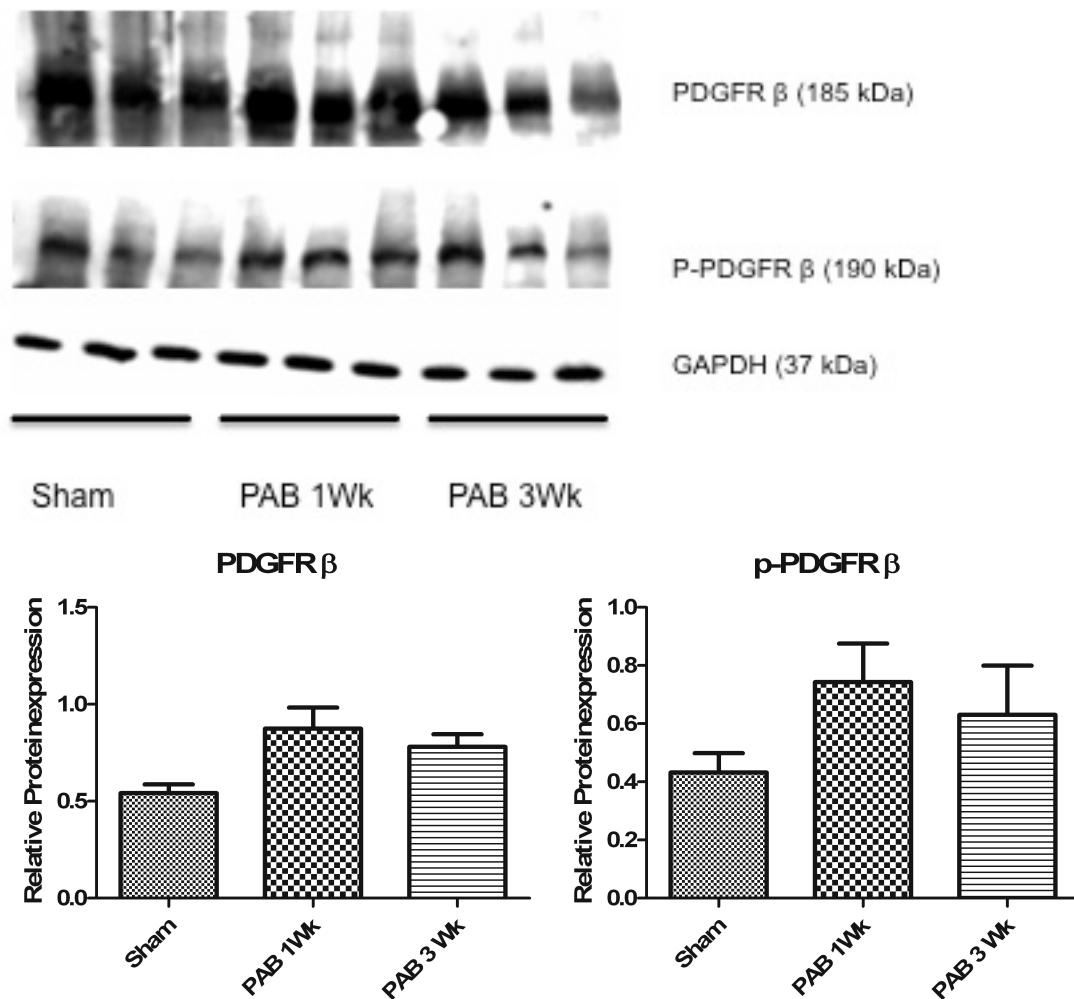 PDGFR β (185 kDa)
P-PDGFR β (190 kDa)
GAPDH (37 kDa)
Sham PAB 1Wk PAB 3Wk
PDGFR β
Relative Proteinexpression
1.5
1.0
0.5
0.0
Sham PAB 1Wk PAB 3 Wk
p-PDGFR β
Relative Proteinexpression
1.0
0.8
0.6
0.4
0.2
0.0
Sham PAB 1Wk PAB 3 Wk